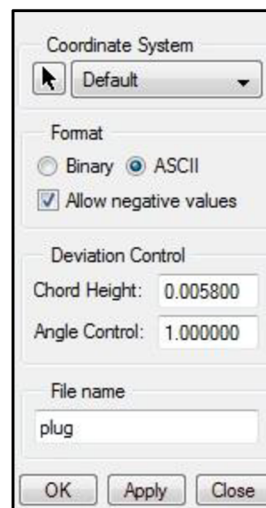 Coordinate System
Default
Format
Binary ASCII
Allow negative values
Deviation Control
Chord Height: 0.005800
Angle Control: 1.000000
File name
plug
OK Apply Close